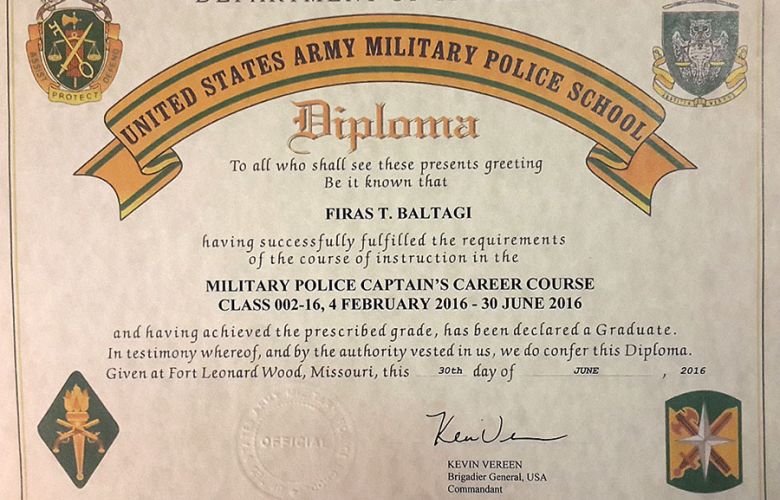 DEPARTMENT OF
UNITED STATES ARMY MILITARY POLICE SCHOOL
ASSIST PROTECT DEFEND
Diploma
To all who shall see these presents greeting
Be it known that
FIRAS T. BALTAGI
having successfully fulfilled the requirements
of the course of instruction in the
MILITARY POLICE CAPTAIN'S CAREER COURSE
CLASS 002-16, 4 FEBRUARY 2016 - 30 JUNE 2016
and having achieved the prescribed grade, has been declared a Graduate.
In testimony whereof, and by the authority vested in us, we do confer this Diploma.
Given at Fort Leonard Wood, Missouri, this 30th day of JUNE , 2016
OFFICIAL
KEVIN VEREEN
Brigadier General, USA
Commandant